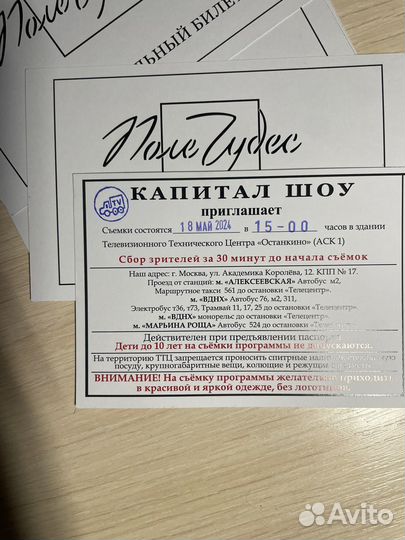 ЛЬНЫЙ БИЛЕ
Поле Чудес
TV
КАПИТАЛ ШОУ
приглашает
Съемки состоятся 18 МАЙ 2024 в 15-00 часов в здании
Телевизионного Технического Центра «Останкино» (АСК 1)
Сбор зрителей за 30 минут до начала съёмок
Наш адрес: г. Москва, ул. Академика Королёва, 12. КПП № 17.
Проезд от станций: м. «АЛЕКСЕЕВСКАЯ» Автобус м2,
Маршрутное такси 561 до остановки «Телецентр».
м. «ВДНХ» Автобус 76, м2, 311,
Электробус т36, т73, Трамвай 11, 17, 25 до остановки «Телецентр».
м. «ВДНХ» монорельс до остановки «Телецентр».
м. «МАРЬИНА РОЩА» Автобус 524 до остановки
Действителен при предъявлении
Дети до 10 лет на съёмки программы не допускаются.
На территорию ТТЦ запрещается проносить спиртные
посуду, крупногабаритные вещи, колющие и режущие
ВНИМАНИЕ! На съёмку программы желательно приходить
в красивой и яркой одежде, без логотипов.
Avito